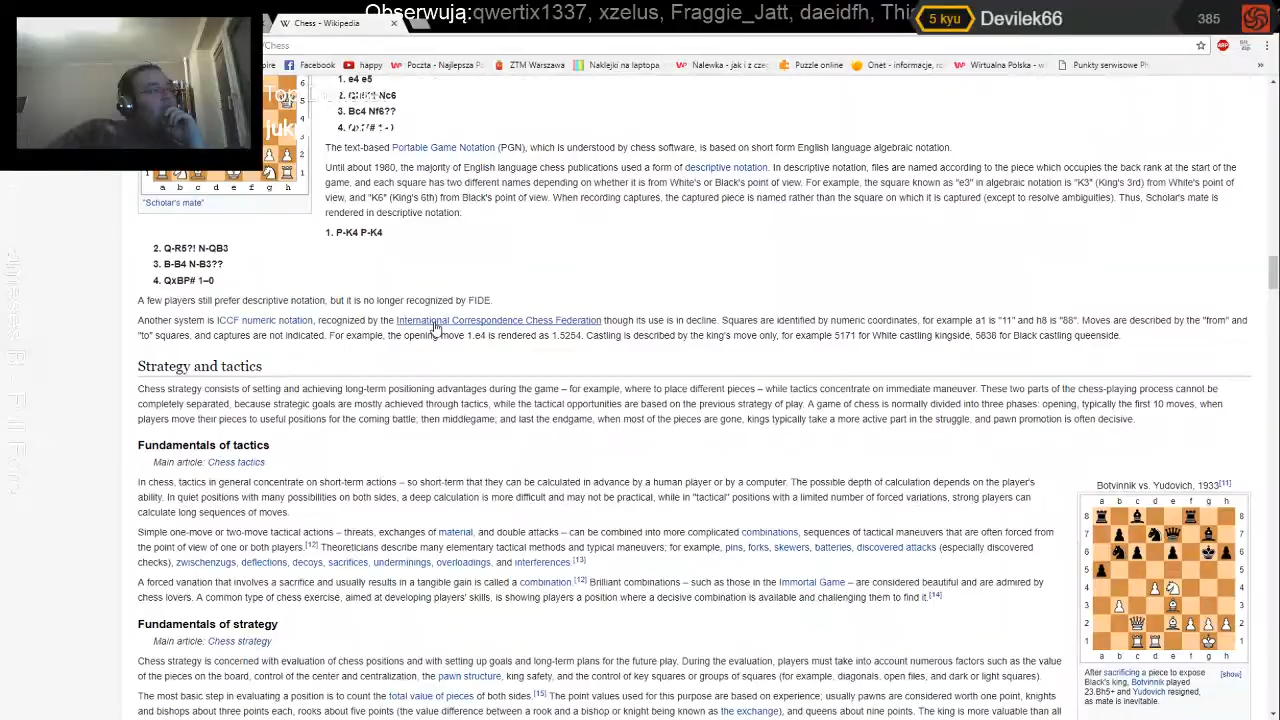 Obserwują:qwertix1337, xzelus, Fraggie_Jatt, daeidfh, Thi
5 kyu Devilek66 385
Chess - Wikipedia
/Chess
Facebook happy Poczta - Najlepsza Po ZTM Warszawa Naklejki na laptopa Nalewka - jak i z czeg Puzzle online Onet - informacje, ro Wirtualna Polska - w Punkty serwisowe Ph
1. e4 e5
Nc6
3. Bc4 Nf6??
4. 
The text-based Portable Game Notation (PGN), which is understood by chess software, is based on short form English language algebraic notation.
Until about 1980, the majority of English language chess publications used a form of descriptive notation. In descriptive notation, files are named according to the piece which occupies the back rank at the start of the
game, and each square has two different names depending on whether it is from White's or Black's point of view. For example, the square known as "e3" in algebraic notation is "K3" (King's 3rd) from White's point of
view, and "K6" (King's 6th) from Black's point of view. When recording captures, the captured piece is named rather than the square on which it is captured (except to resolve ambiguities). Thus, Scholar's mate is
rendered in descriptive notation:
6
5
4
3
2
1
a b c d e f g h
"Scholar's mate"
1. P-K4 P-K4
2. Q-R5?! N-QB3
3. B-B4 N-B3??
4. QxBP# 1–0
A few players still prefer descriptive notation, but it is no longer recognized by FIDE.
Another system is ICCF numeric notation, recognized by the International Correspondence Chess Federation though its use is in decline. Squares are identified by numeric coordinates, for example a1 is "11" and h8 is "88". Moves are described by the "from" and
"to" squares, and captures are not indicated. For example, the opening move 1.e4 is rendered as 1.5254. Castling is described by the king's move only, for example 5171 for White castling kingside, 5838 for Black castling queenside.
Strategy and tactics
Chess strategy consists of setting and achieving long-term positioning advantages during the game – for example, where to place different pieces – while tactics concentrate on immediate maneuver. These two parts of the chess-playing process cannot be
completely separated, because strategic goals are mostly achieved through tactics, while the tactical opportunities are based on the previous strategy of play. A game of chess is normally divided into three phases: opening, typically the first 10 moves, when
players move their pieces to useful positions for the coming battle; then middlegame; and last the endgame, when most of the pieces are gone, kings typically take a more active part in the struggle, and pawn promotion is often decisive.
Fundamentals of tactics
Main article: Chess tactics
In chess, tactics in general concentrate on short-term actions – so short-term that they can be calculated in advance by a human player or by a computer. The possible depth of calculation depends on the player's
ability. In quiet positions with many possibilities on both sides, a deep calculation is more difficult and may not be practical, while in "tactical" positions with a limited number of forced variations, strong players can
calculate long sequences of moves.
Simple one-move or two-move tactical actions – threats, exchanges of material, and double attacks – can be combined into more complicated combinations, sequences of tactical maneuvers that are often forced from
the point of view of one or both players.[12] Theoreticians describe many elementary tactical methods and typical maneuvers; for example, pins, forks, skewers, batteries, discovered attacks (especially discovered
checks), zwischenzugs, deflections, decoys, sacrifices, underminings, overloadings, and interferences.[13]
A forced variation that involves a sacrifice and usually results in a tangible gain is called a combination.[12] Brilliant combinations – such as those in the Immortal Game – are considered beautiful and are admired by
chess lovers. A common type of chess exercise, aimed at developing players' skills, is showing players a position where a decisive combination is available and challenging them to find it.[14]
Botvinnik vs. Yudovich, 1933[11]
a b c d e f g h
8 8
7 7
6 6
5 5
4 4
3 3
2 2
1 1
a b c d e f g h
After sacrificing a piece to expose [show]
Black's king, Botvinnik played
23.Bh5+ and Yudovich resigned,
as mate is inevitable.
Fundamentals of strategy
Main article: Chess strategy
Chess strategy is concerned with evaluation of chess positions and with setting up goals and long-term plans for the future play. During the evaluation, players must take into account numerous factors such as the value
of the pieces on the board, control of the center and centralization, the pawn structure, king safety, and the control of key squares or groups of squares (for example, diagonals, open files, and dark or light squares).
The most basic step in evaluating a position is to count the total value of pieces of both sides.[15] The point values used for this purpose are based on experience; usually pawns are considered worth one point, knights
and bishops about three points each, rooks about five points (the value difference between a rook and a bishop or knight being known as the exchange), and queens about nine points. The king is more valuable than all